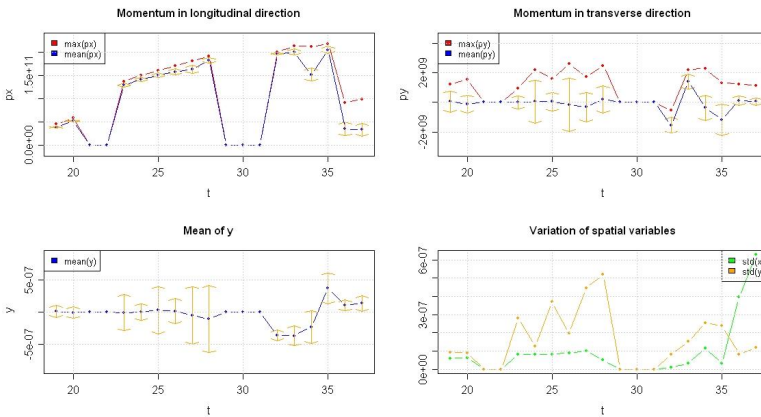 Momentum in longitudinal direction
max(px)
mean(px)
px
0.0e+00
1.5e+11
20
25
30
35
t
Momentum in transverse direction
max(py)
mean(py)
py
-2e+09
2e+09
20
25
30
35
t
Mean of y
mean(y)
y
-5e-07
5e-07
20
25
30
35
t
Variation of spatial variables
std(x
std(y
0e+00
3e-07
6e-07
20
25
30
35
t